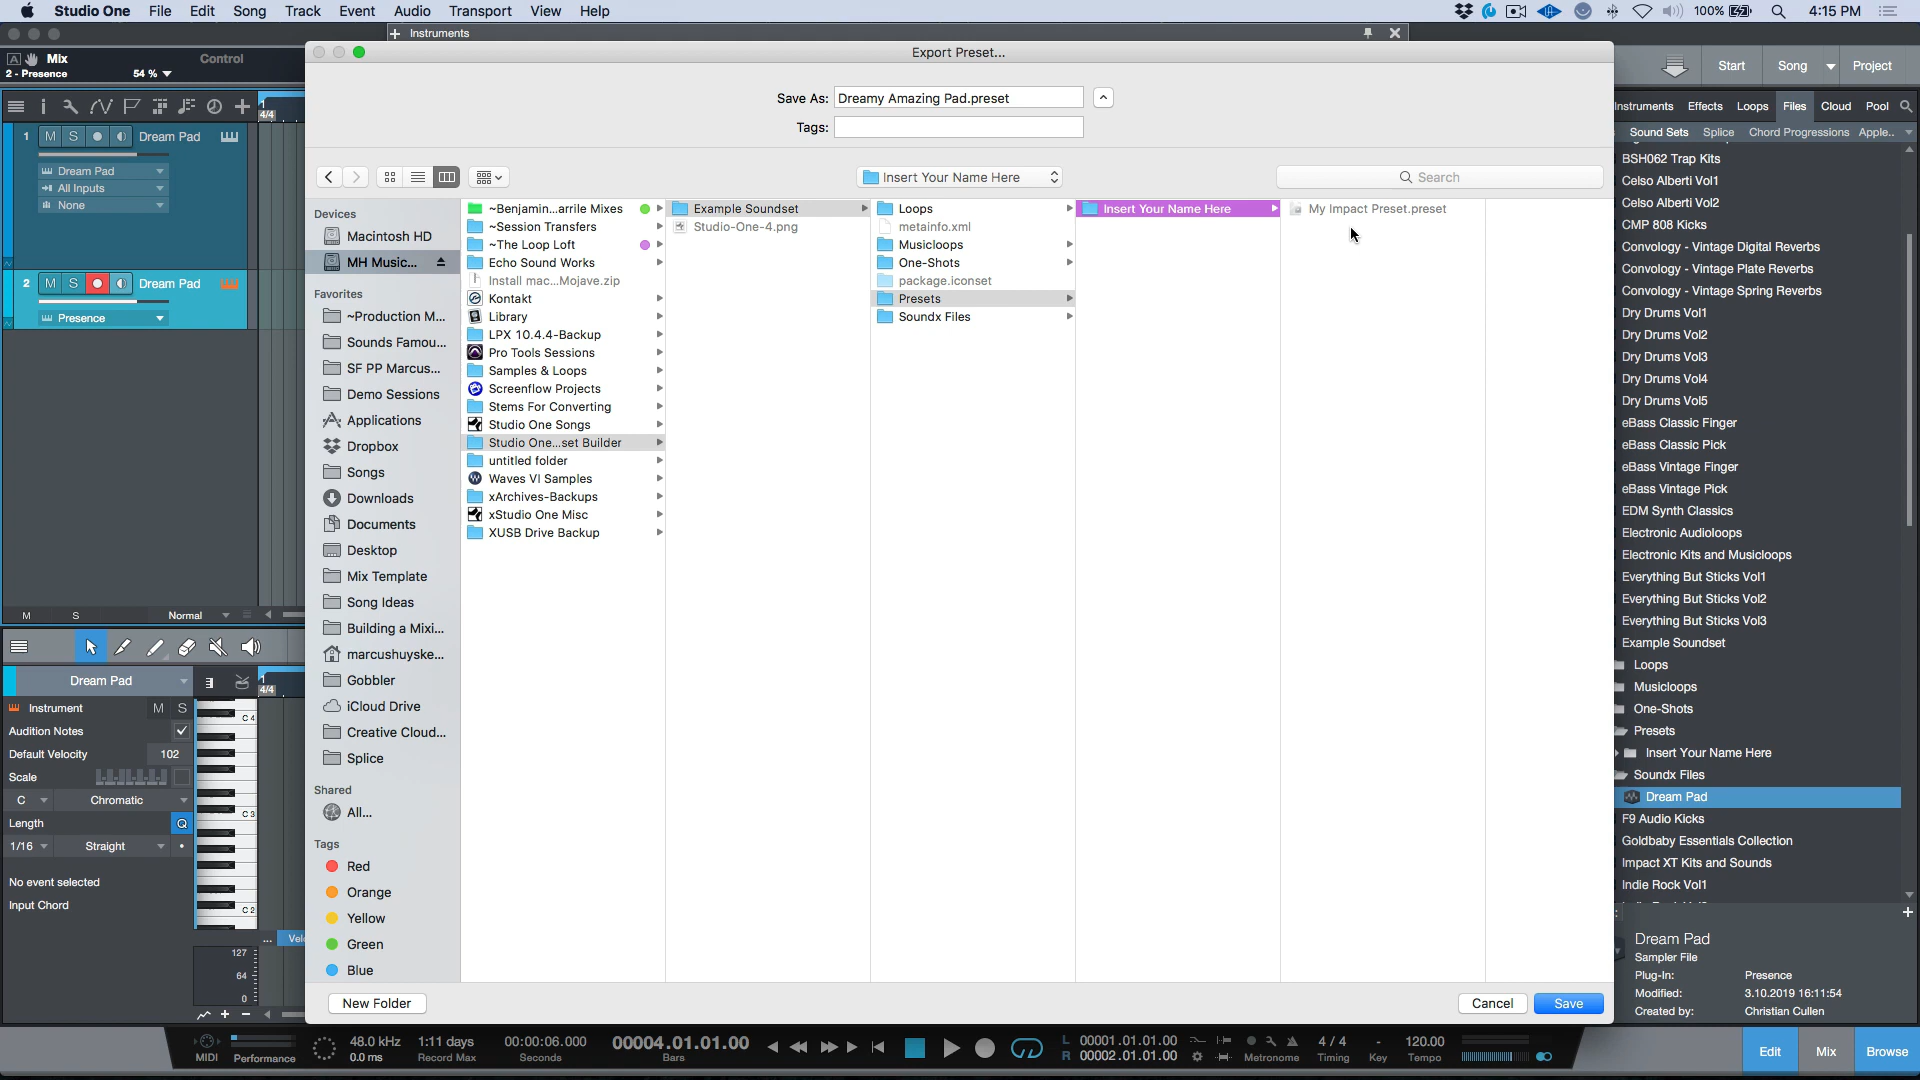 Studio One File Edit Song Track Event Audio Transport View Help
100% 4:15 PM
Instruments
Export Preset...
A Mix Control
2 - Presence 54 %
Start Song Project
Save As: Dreamy Amazing Pad.preset
Tags:
Instruments Effects Loops Files Cloud Pool
Sound Sets Splice Chord Progressions Apple..
Insert Your Name Here
Search
1 M S Dream Pad
Dream Pad
All Inputs
None
2 M S Dream Pad
Presence
M S Normal
1
4/4
Devices
Macintosh HD
MH Music...
Favorites
~Production M...
Sounds Famou...
SF PP Marcus...
Demo Sessions
Applications
Dropbox
Songs
Downloads
Documents
Desktop
Mix Template
Song Ideas
Building a Mixi...
marcushuyske...
Gobbler
iCloud Drive
Creative Cloud...
Splice
Shared
All...
Tags
Red
Orange
Yellow
Green
Blue
~Benjamin...arrile Mixes
~Session Transfers
~The Loop Loft
Echo Sound Works
Install mac...Mojave.zip
Kontakt
Library
LPX 10.4.4-Backup
Pro Tools Sessions
Samples & Loops
Screenflow Projects
Stems For Converting
Studio One Songs
Studio One...set Builder
untitled folder
Waves VI Samples
xArchives-Backups
xStudio One Misc
XUSB Drive Backup
Example Soundset
Studio-One-4.png
Loops
metainfo.xml
Musicloops
One-Shots
package.iconset
Presets
Soundx Files
Insert Your Name Here
My Impact Preset.preset
BSH062 Trap Kits
Celso Alberti Vol1
Celso Alberti Vol2
CMP 808 Kicks
Convology - Vintage Digital Reverbs
Convology - Vintage Plate Reverbs
Convology - Vintage Spring Reverbs
Dry Drums Vol1
Dry Drums Vol2
Dry Drums Vol3
Dry Drums Vol4
Dry Drums Vol5
eBass Classic Finger
eBass Classic Pick
eBass Vintage Finger
eBass Vintage Pick
EDM Synth Classics
Electronic Audioloops
Electronic Kits and Musicloops
Everything But Sticks Vol1
Everything But Sticks Vol2
Everything But Sticks Vol3
Example Soundset
Loops
Musicloops
One-Shots
Presets
Insert Your Name Here
Soundx Files
Dream Pad
F9 Audio Kicks
Goldbaby Essentials Collection
Impact XT Kits and Sounds
Indie Rock Vol1
Dream Pad
Sampler File
Plug-In: Presence
Modified: 3.10.2019 16:11:54
Created by: Christian Cullen
Dream Pad
1
4/4
Instrument M S
Audition Notes
Default Velocity 102
Scale
C Chromatic
Length Q
1/16 Straight
No event selected
Input Chord
C 4
C 3
C 2
... Velo
127
64
0
New Folder Cancel Save
MIDI Performance
48.0 kHz
0.0 ms
1:11 days
Record Max
00:00:06.000
Seconds
00004.01.01.00
Bars
L 00001.01.01.00
R 00002.01.01.00
Metronome
4 / 4
Timing
-
Key
120.00
Tempo
Edit Mix Browse